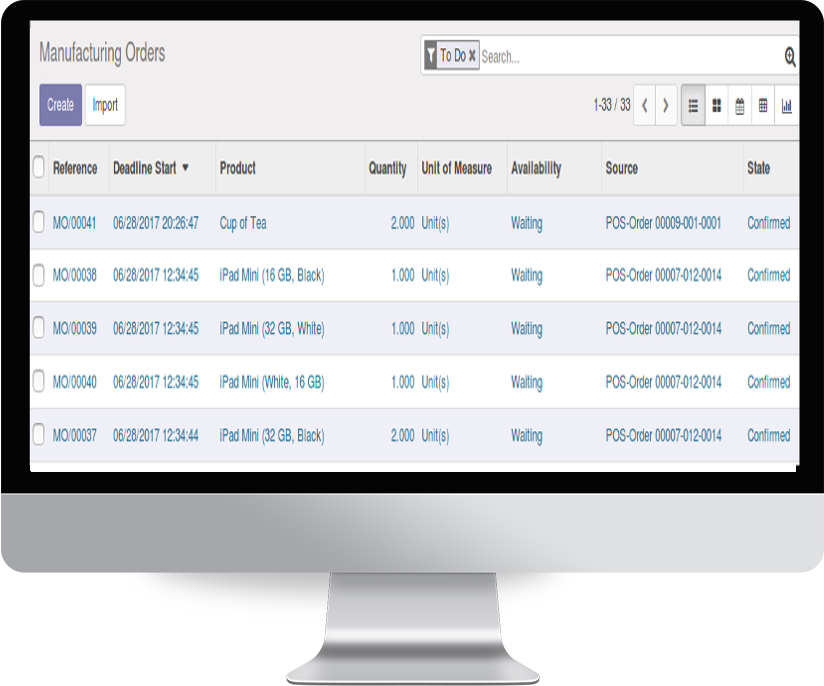 Manufacturing Orders
To Do ✖ Search...
Create Import 1-33 / 33
Reference Deadline Start ▼ Product Quantity Unit of Measure Availability Source State
MO/00041 06/28/2017 20:26:47 Cup of Tea 2.000 Unit(s) Waiting POS-Order 00009-001-0001 Confirmed
MO/00038 06/28/2017 12:34:45 iPad Mini (16 GB, Black) 1.000 Unit(s) Waiting POS-Order 00007-012-0014 Confirmed
MO/00039 06/28/2017 12:34:45 iPad Mini (32 GB, White) 1.000 Unit(s) Waiting POS-Order 00007-012-0014 Confirmed
MO/00040 06/28/2017 12:34:45 iPad Mini (White, 16 GB) 1.000 Unit(s) Waiting POS-Order 00007-012-0014 Confirmed
MO/00037 06/28/2017 12:34:44 iPad Mini (32 GB, Black) 2.000 Unit(s) Waiting POS-Order 00007-012-0014 Confirmed